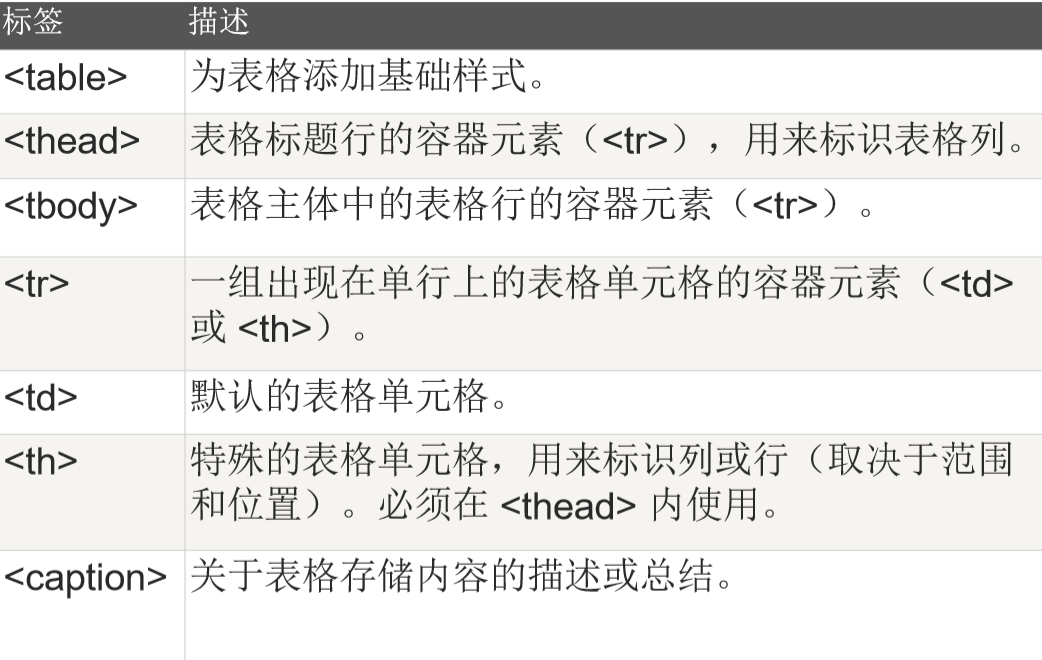 标签 描述
<table> 为表格添加基础样式。
<thead> 表格标题行的容器元素（<tr>），用来标识表格列。
<tbody> 表格主体中的表格行的容器元素（<tr>）。
<tr> 一组出现在单行上的表格单元格的容器元素（<td>
或 <th>）。
<td> 默认的表格单元格。
<th> 特殊的表格单元格，用来标识列或行（取决于范围
和位置）。必须在 <thead> 内使用。
<caption> 关于表格存储内容的描述或总结。